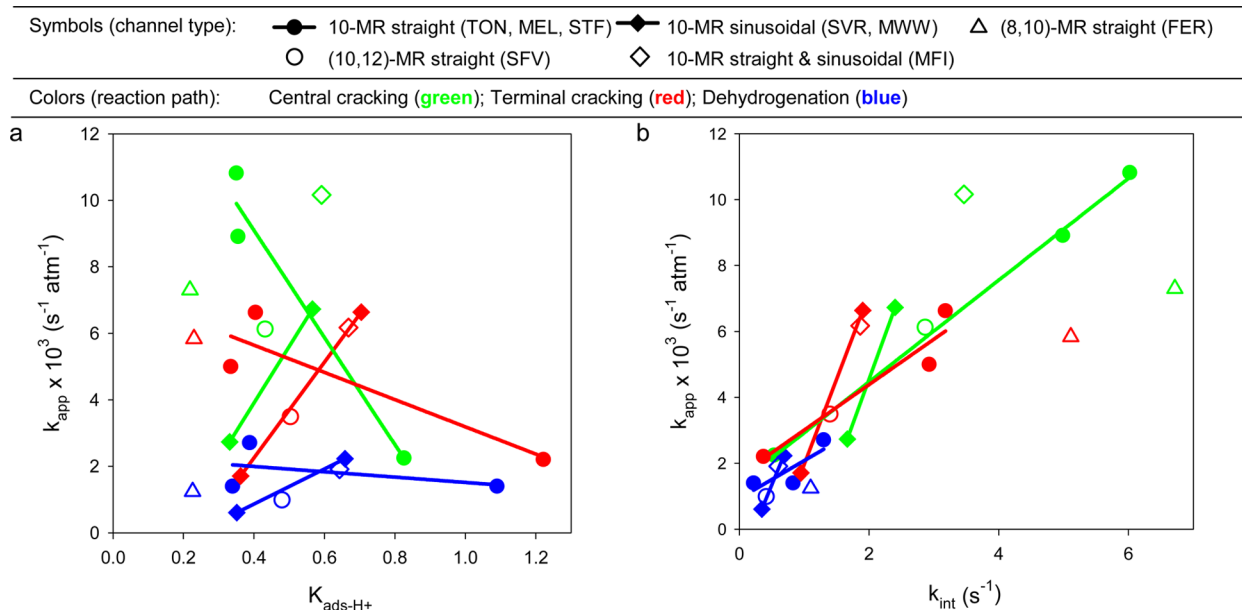 Symbols (channel type): 10-MR straight (TON, MEL, STF) 10-MR sinusoidal (SVR, MWW) (8,10)-MR straight (FER)
(10,12)-MR straight (SFV) 10-MR straight & sinusoidal (MFI)
Colors (reaction path): Central cracking (green); Terminal cracking (red); Dehydrogenation (blue)
a
12
10
8
6
4
2
0
k_app x 10³ (s⁻¹ atm⁻¹)
0.0 0.2 0.4 0.6 0.8 1.0 1.2
K_ads-H+
b
12
10
8
6
4
2
0
k_app x 10³ (s⁻¹ atm⁻¹)
0 2 4 6
k_int (s⁻¹)